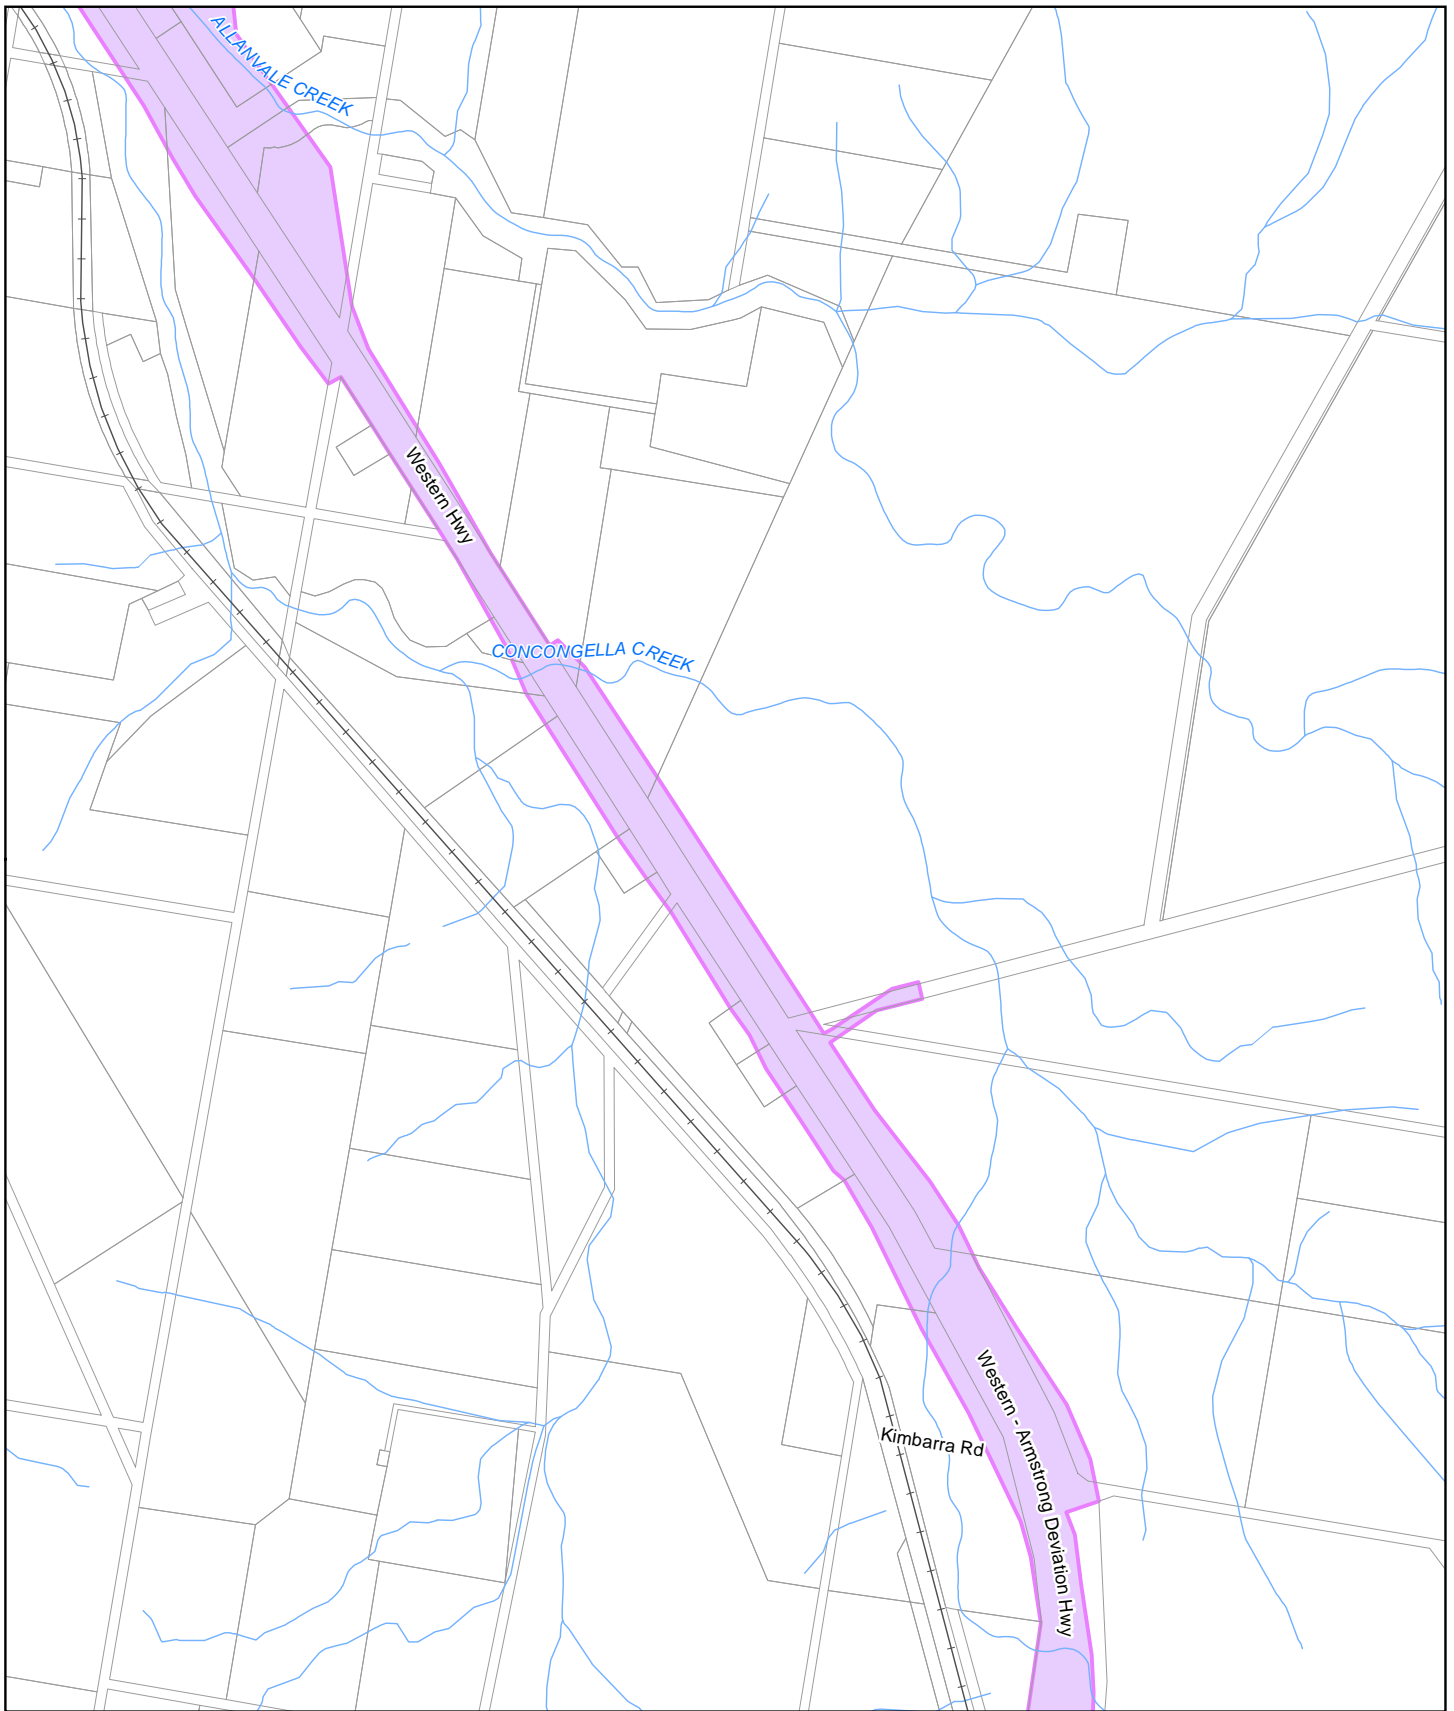 ALLANVALE CREEK
Western Hwy
CONCONGELLA CREEK
Western - Armstrong Deviation Hwy
Kimbarra Rd